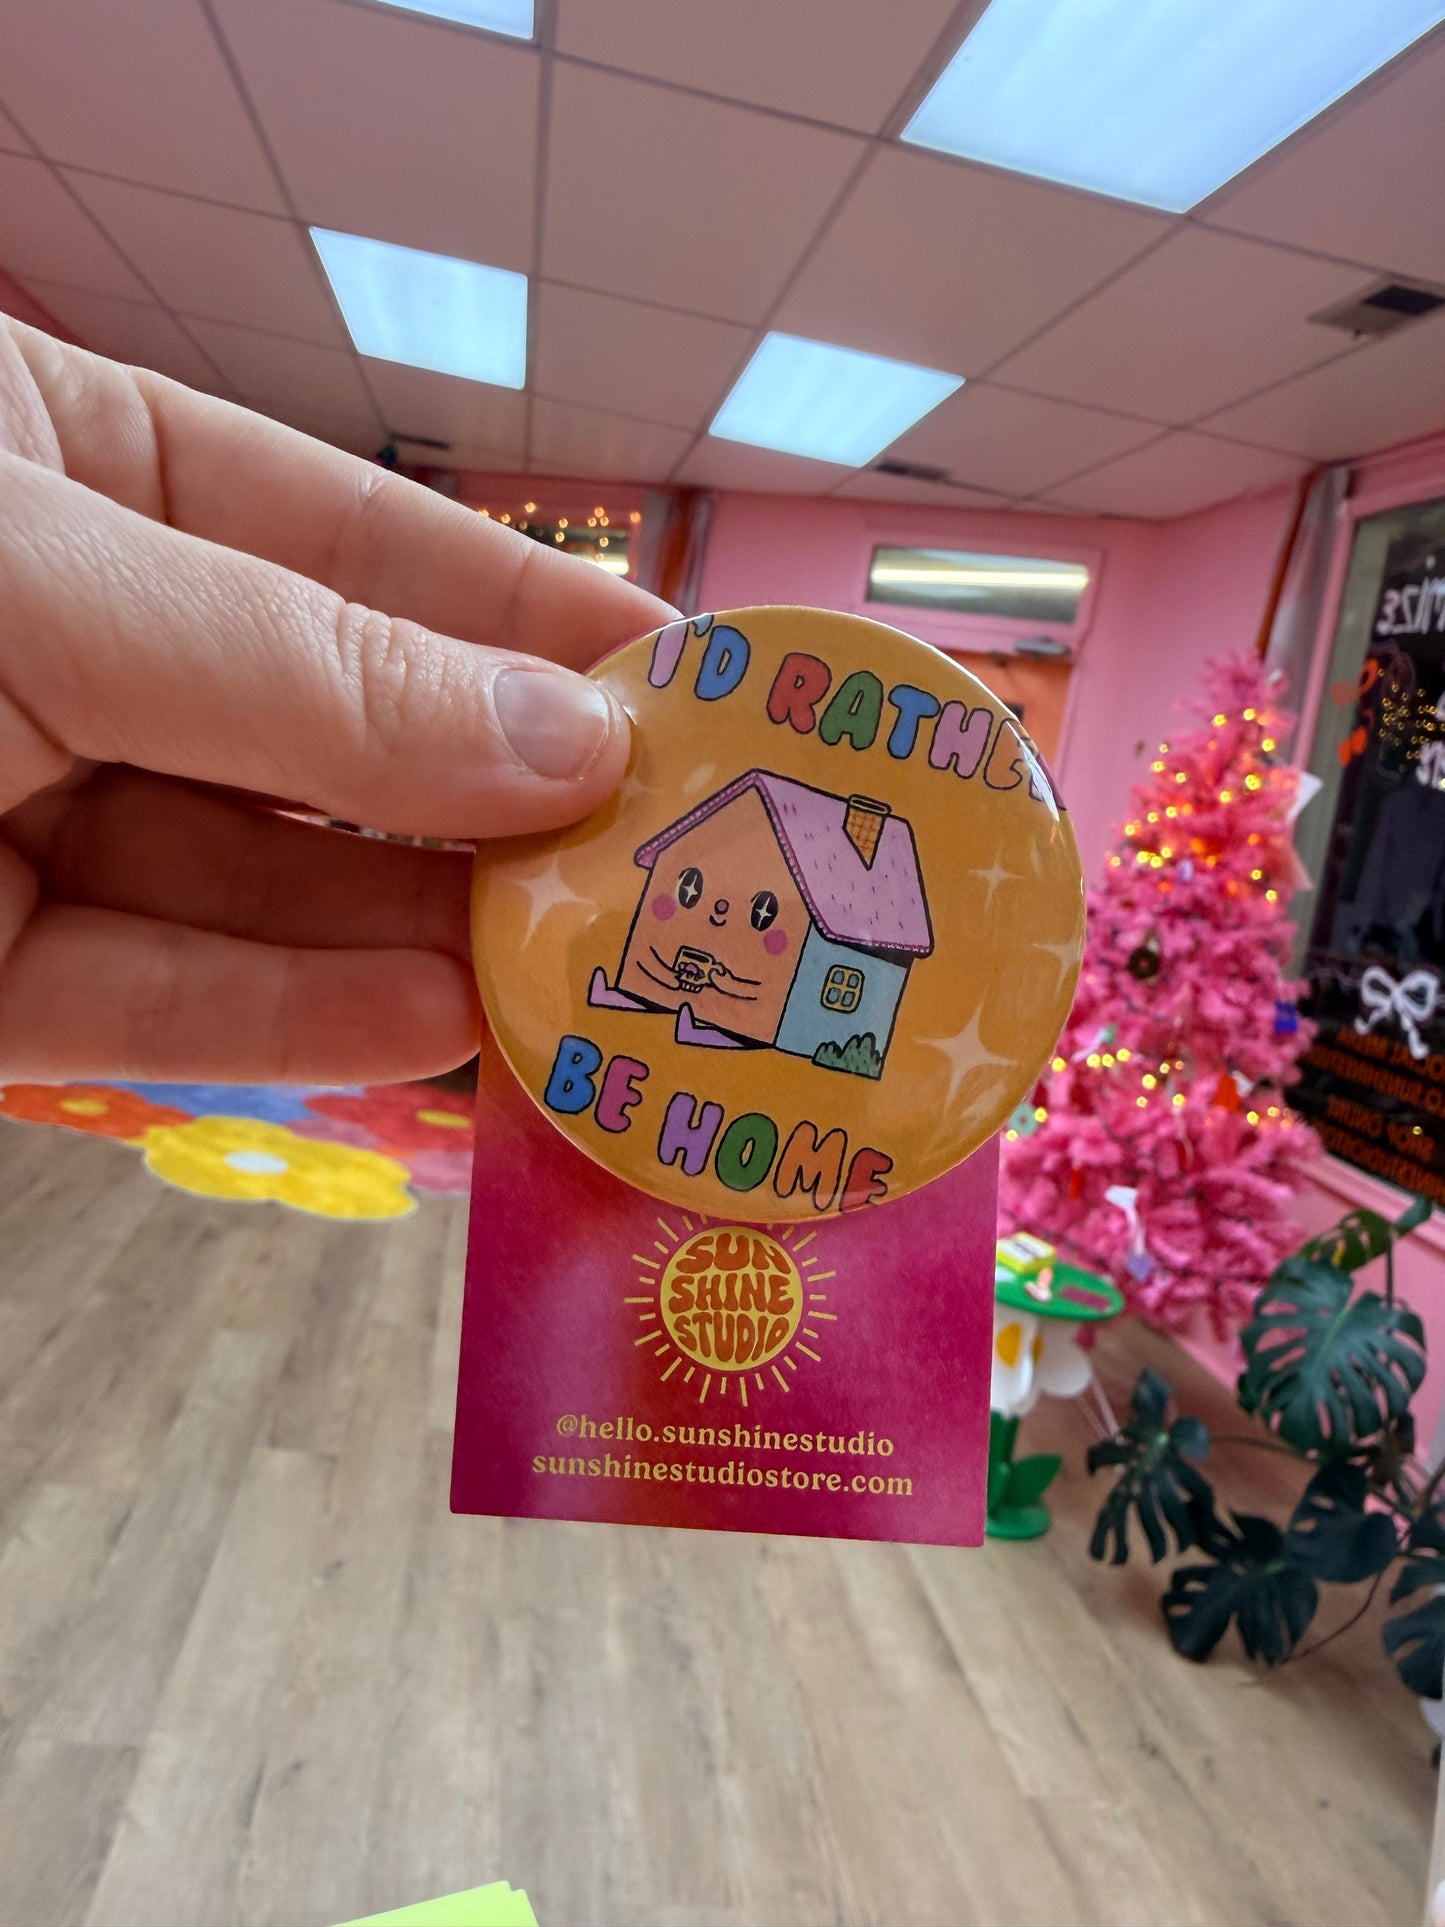 I'D RATHER
BE HOME
SUN
SHINE
STUDIO
@hello.sunshinestudio
sunshinestudiostore.com